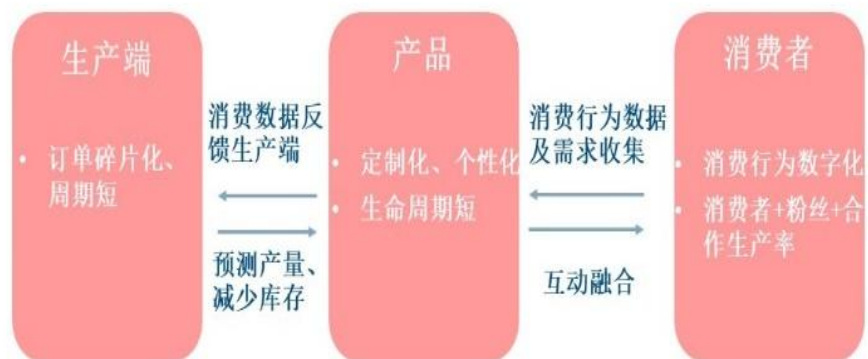 生产端
• 订单碎片化、
周期短
消费数据反
馈生产端
预测产量、
减少库存
产品
• 定制化、个性化
• 生命周期短
消费行为数据
及需求收集
互动融合
消费者
• 消费行为数字化
• 消费者+粉丝+合
作生产率